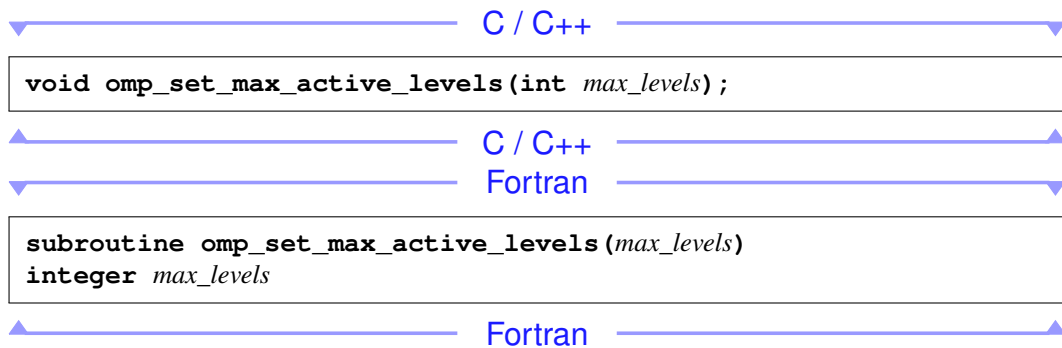 C / C++
void omp_set_max_active_levels(int max_levels);
C / C++
Fortran
subroutine omp_set_max_active_levels(max_levels)
integer max_levels
Fortran